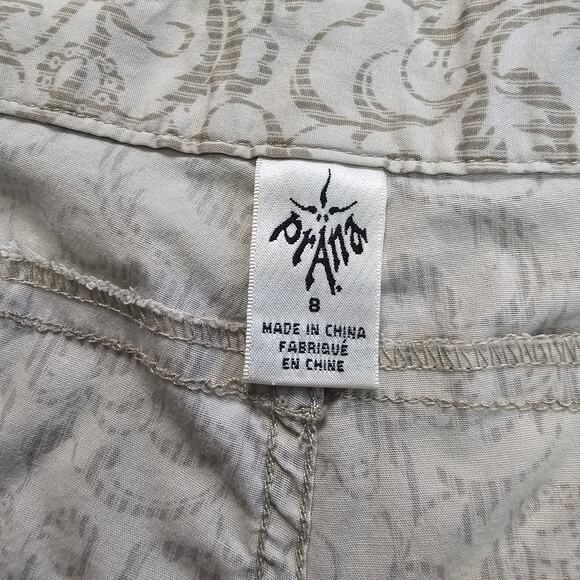 prAna
8
MADE IN CHINA
FABRIQUÉ
EN CHINE